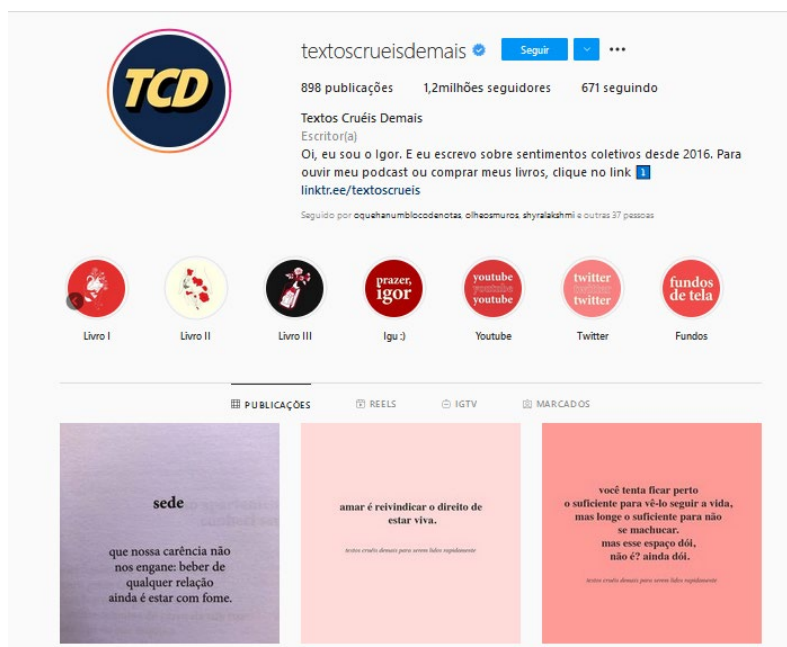 TCD
textoscrueisdemais
Seguir
898 publicações 1,2milhões seguidores 671 seguindo
Textos Cruéis Demais
Escritor(a)
Oi, eu sou o Igor. E eu escrevo sobre sentimentos coletivos desde 2016. Para
ouvir meu podcast ou comprar meus livros, clique no link 1
linktr.ee/textoscrueis
Seguido por oquehanumblocodenotas, olheosmuros, shyralakshmi e outras 37 pessoas
prazer,
igor
youtube
youtube
youtube
twitter
twitter
twitter
fundos
de tela
Livro I Livro II Livro III Igu :) Youtube Twitter Fundos
PUBLICAÇÕES REELS IGTV MARCADOS
sede
que nossa carência não
nos engane: beber de
qualquer relação
ainda é estar com fome.
amar é reivindicar o direito de
estar viva.
textos cruéis demais para serem lidos rapidamente
você tenta ficar perto
o suficiente para vê-lo seguir a vida,
mas longe o suficiente para não
se machucar.
mas esse espaço dói,
não é? ainda dói.
textos cruéis demais para serem lidos rapidamente